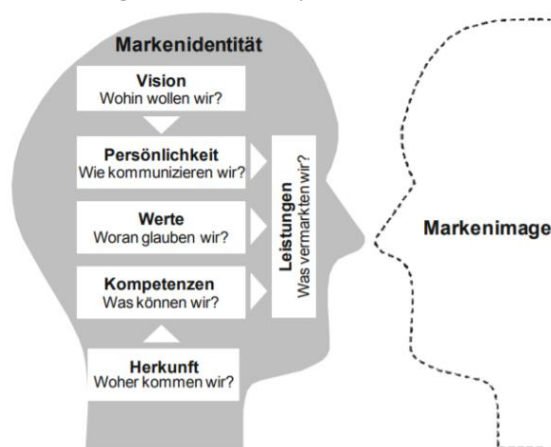 Markenidentität
Vision
Wohin wollen wir?
Persönlichkeit
Wie kommunizieren wir?
Werte
Woran glauben wir?
Kompetenzen
Was können wir?
Herkunft
Woher kommen wir?
Leistungen
Was vermarkten wir?
Markenimage